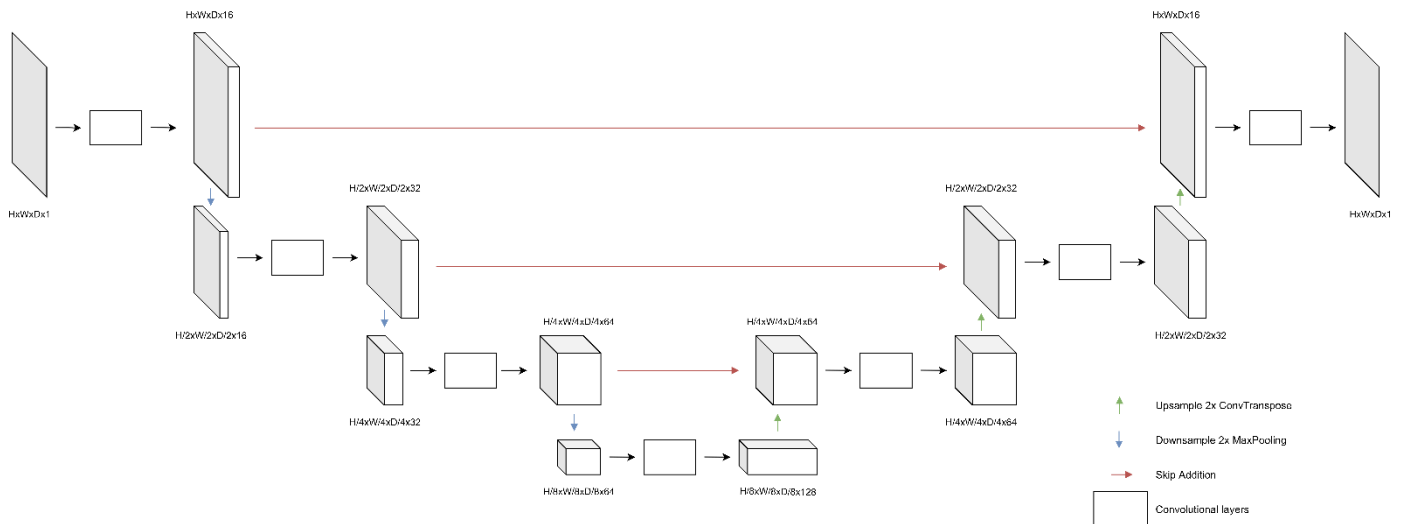 HxWxDx16
HxWxDx16
HxWxDx1
HxWxDx1
H/2xW/2xD/2x32
H/2xW/2xD/2x32
H/2xW/2xD/2x16
H/2xW/2xD/2x32
H/4xW/4xD/4x64
H/4xW/4xD/4x64
H/4xW/4xD/4x32
H/4xW/4xD/4x64
H/8xW/8xD/8x64
H/8xW/8xD/8x128
Upsample 2x ConvTranspose
Downsample 2x MaxPooling
Skip Addition
Convolutional layers